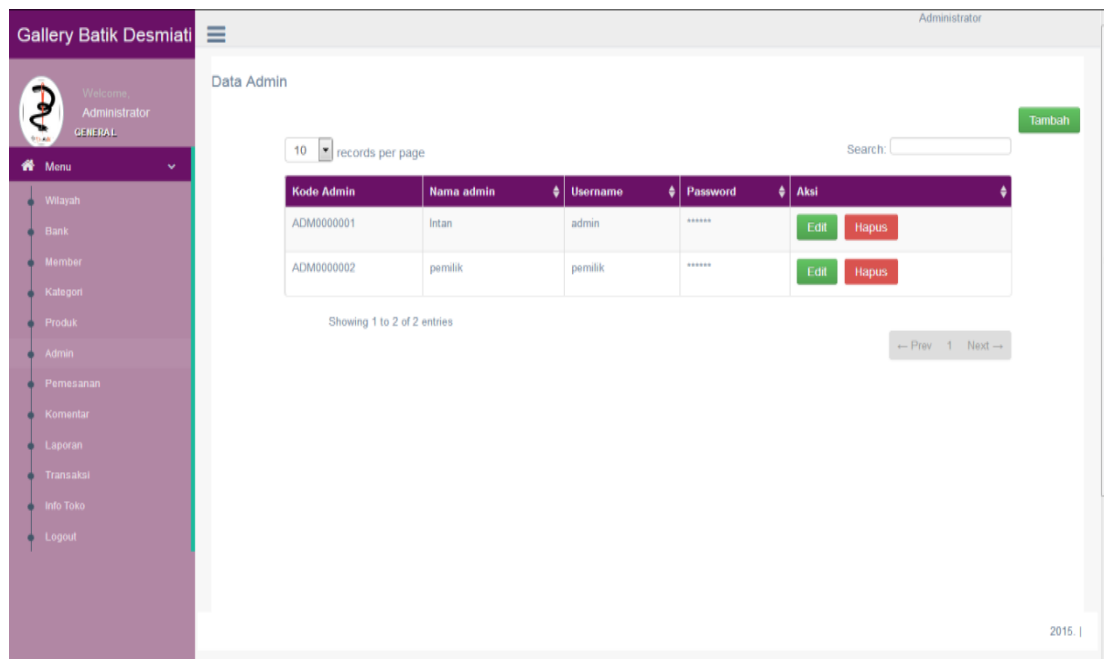 Gallery Batik Desmiati
Administrator
Welcome,
Administrator
GENERAL
Menu
Wilayah
Bank
Member
Kategori
Produk
Admin
Pemesanan
Komentar
Laporan
Transaksi
Info Toko
Logout
Data Admin
Tambah
10 records per page
Search:
Kode Admin Nama admin Username Password Aksi
ADM0000001 Intan admin ****** Edit Hapus
ADM0000002 pemilik pemilik ****** Edit Hapus
Showing 1 to 2 of 2 entries
← Prev 1 Next →
2015. |